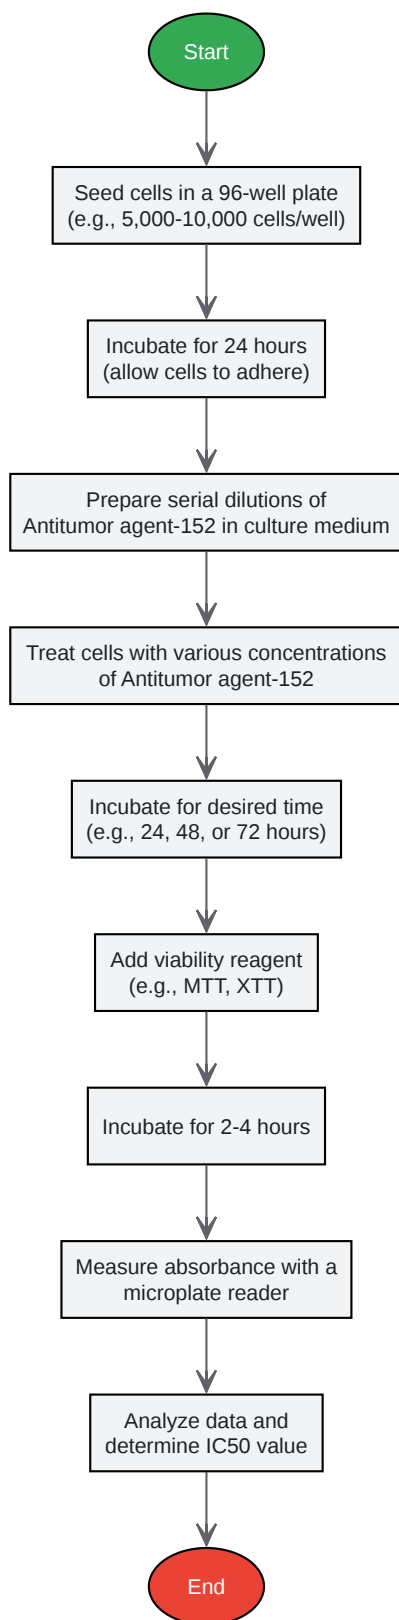 Start
Seed cells in a 96-well plate
(e.g., 5,000-10,000 cells/well)
Incubate for 24 hours
(allow cells to adhere)
Prepare serial dilutions of
Antitumor agent-152 in culture medium
Treat cells with various concentrations
of Antitumor agent-152
Incubate for desired time
(e.g., 24, 48, or 72 hours)
Add viability reagent
(e.g., MTT, XTT)
Incubate for 2-4 hours
Measure absorbance with a
microplate reader
Analyze data and
determine IC50 value
End